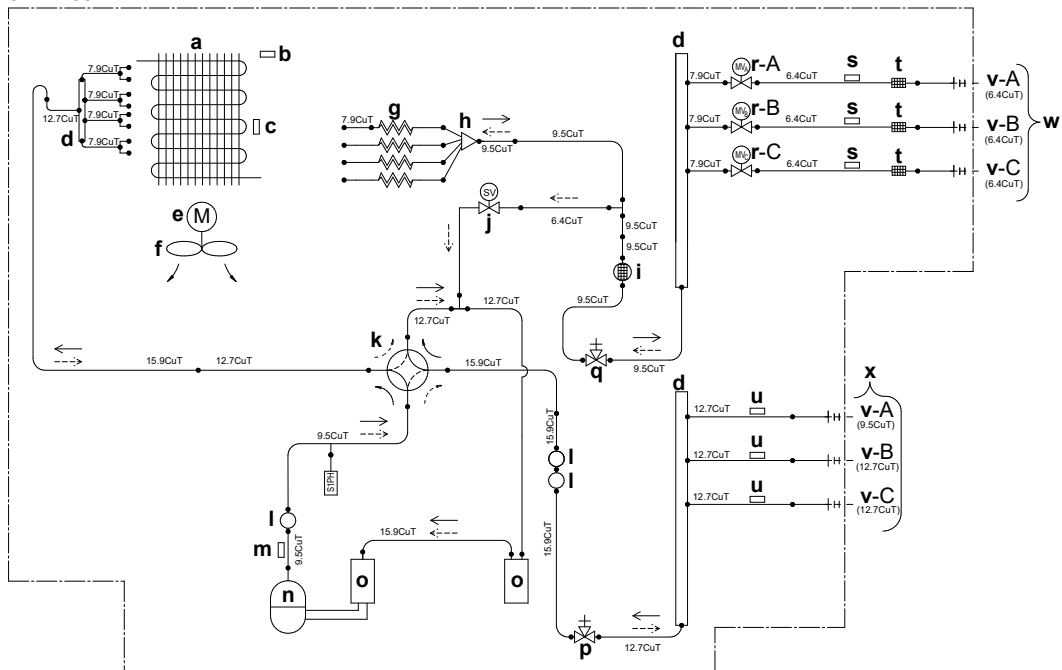 a
b
7.9CuT
7.9CuT
7.9CuT
7.9CuT
12.7CuT
d
c
e M
f
g
7.9CuT
h
9.5CuT
9.5CuT
SV
j
6.4CuT
9.5CuT
9.5CuT
i
9.5CuT
q
9.5CuT
d
7.9CuT
r-A
6.4CuT
s
t
v-A
(6.4CuT)
7.9CuT
r-B
6.4CuT
s
t
v-B
(6.4CuT)
7.9CuT
r-C
6.4CuT
s
t
v-C
(6.4CuT)
w
12.7CuT
12.7CuT
k
15.9CuT
12.7CuT
15.9CuT
9.5CuT
S1PH
l
m
9.5CuT
n
15.9CuT
o
o
15.9CuT
l
l
15.9CuT
p
12.7CuT
d
x
12.7CuT
u
v-A
(9.5CuT)
12.7CuT
u
v-B
(12.7CuT)
12.7CuT
u
v-C
(12.7CuT)